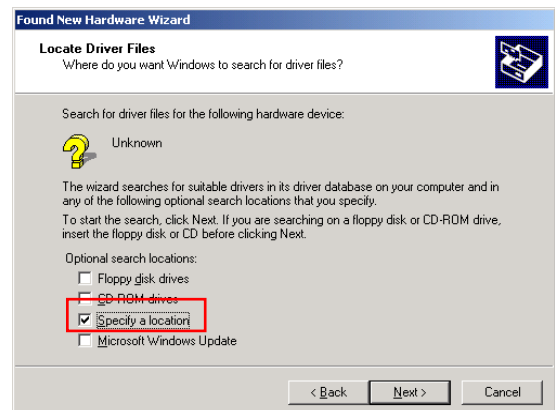 Found New Hardware Wizard
Locate Driver Files
Where do you want Windows to search for driver files?
Search for driver files for the following hardware device:
Unknown
The wizard searches for suitable drivers in its driver database on your computer and in
any of the following optional search locations that you specify.
To start the search, click Next. If you are searching on a floppy disk or CD-ROM drive,
insert the floppy disk or CD before clicking Next.
Optional search locations:
Floppy disk drives
CD-ROM drives
Specify a location
Microsoft Windows Update
< Back
Next >
Cancel